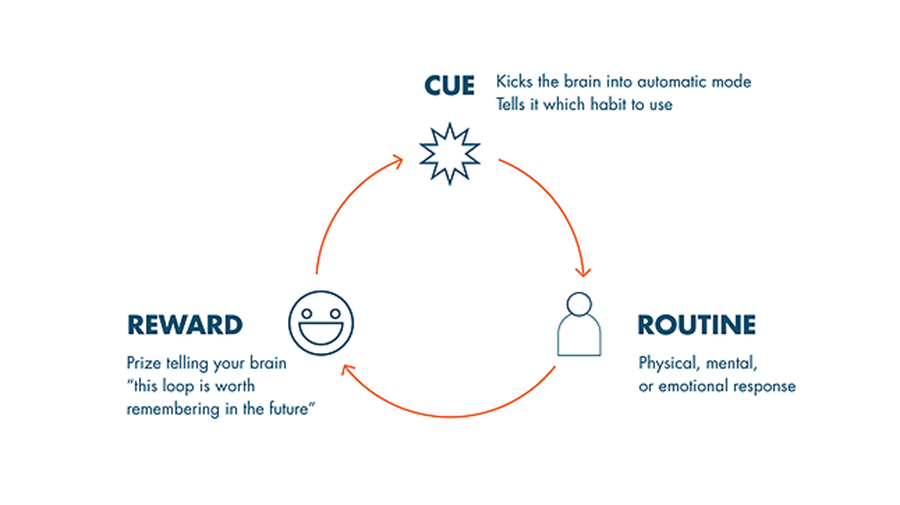 CUE
Kicks the brain into automatic mode
Tells it which habit to use
REWARD
Prize telling your brain
“this loop is worth
remembering in the future”
ROUTINE
Physical, mental,
or emotional response